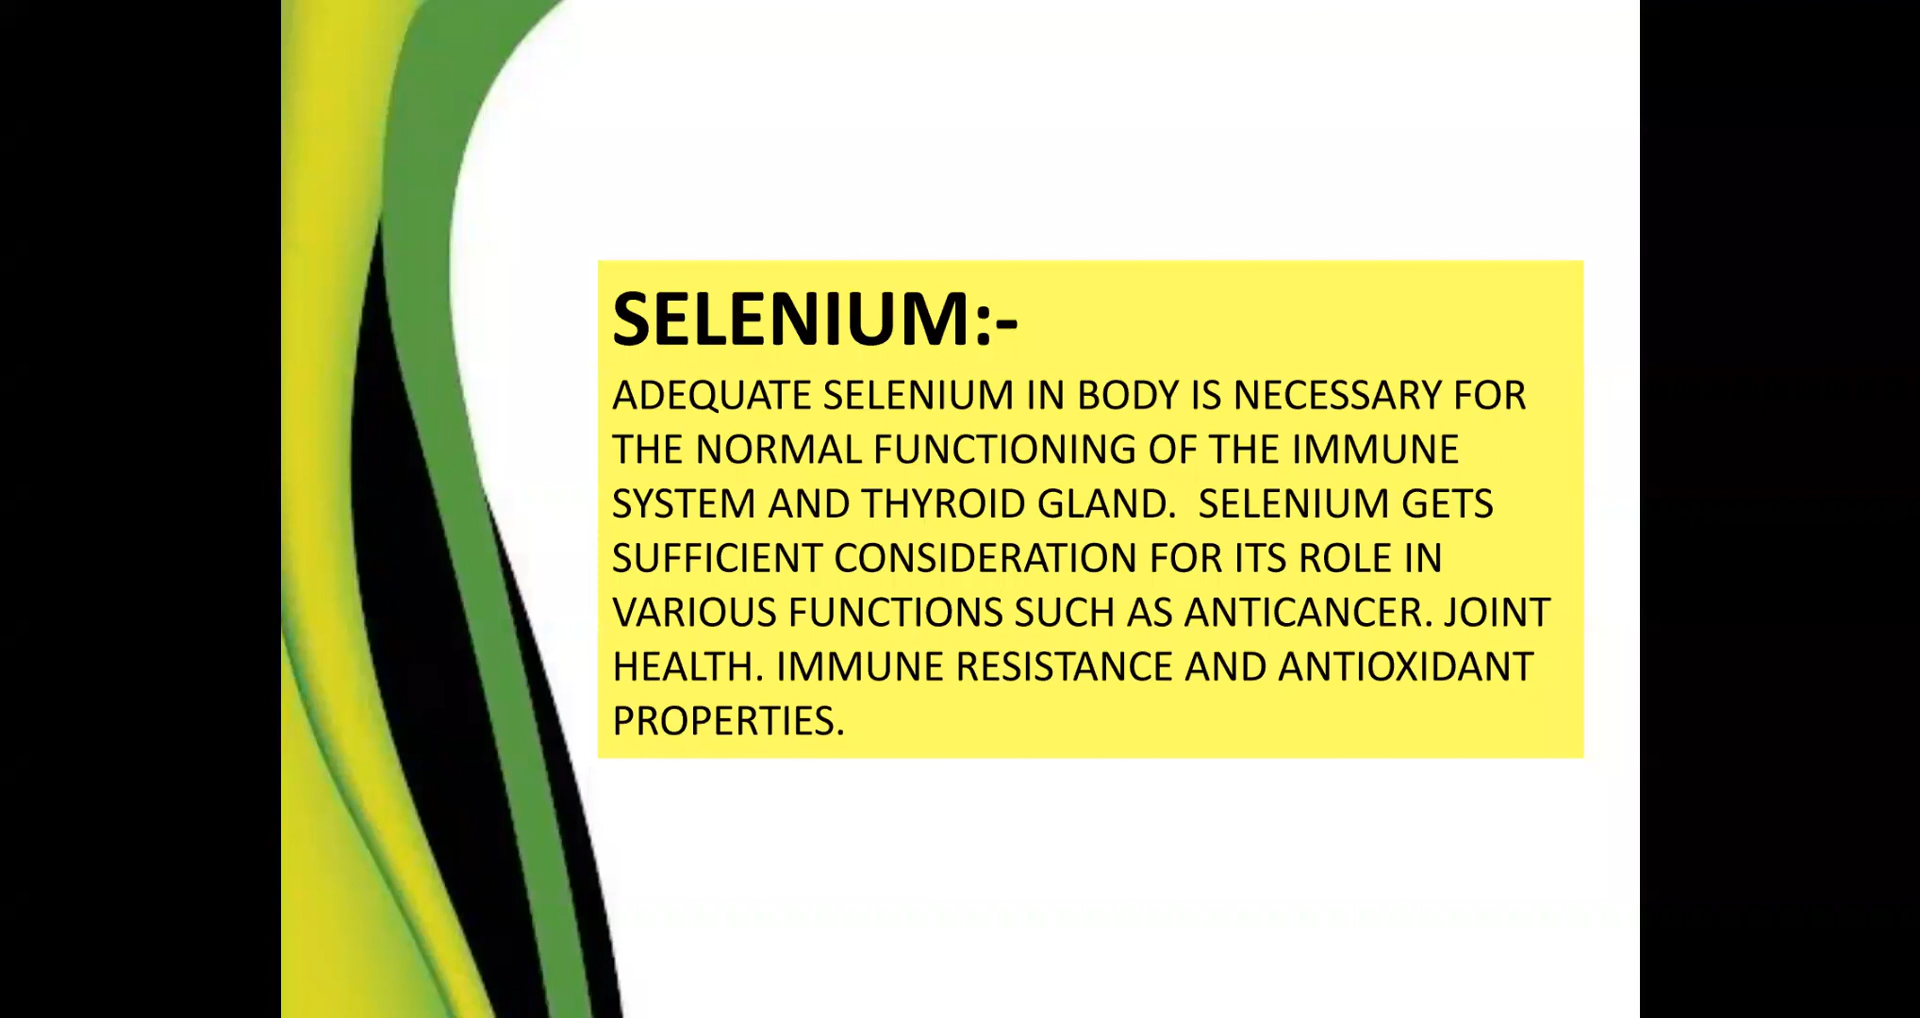 SELENIUM:-
ADEQUATE SELENIUM IN BODY IS NECESSARY FOR
THE NORMAL FUNCTIONING OF THE IMMUNE
SYSTEM AND THYROID GLAND.  SELENIUM GETS
SUFFICIENT CONSIDERATION FOR ITS ROLE IN
VARIOUS FUNCTIONS SUCH AS ANTICANCER. JOINT
HEALTH. IMMUNE RESISTANCE AND ANTIOXIDANT
PROPERTIES.